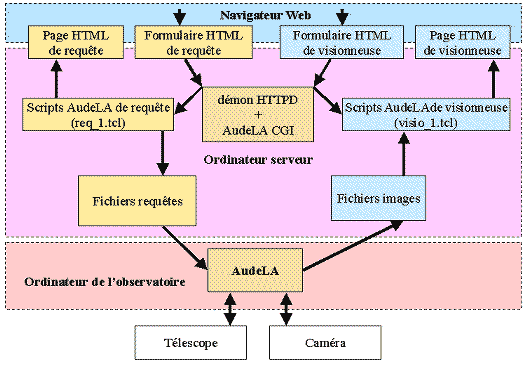 Navigateur Web
Page HTML
de requête
Formulaire HTML
de requête
Formulaire HTML
de visionneuse
Page HTML
de visionneuse
Scripts AudeLA de requête
(req_1.tcl)
démon HTTPD
+
AudeLA CGI
Scripts AudeLAde visionneuse
(visio_1.tcl)
Ordinateur serveur
Fichiers requêtes
Fichiers images
AudeLA
Ordinateur de l'observatoire
Télescope
Caméra